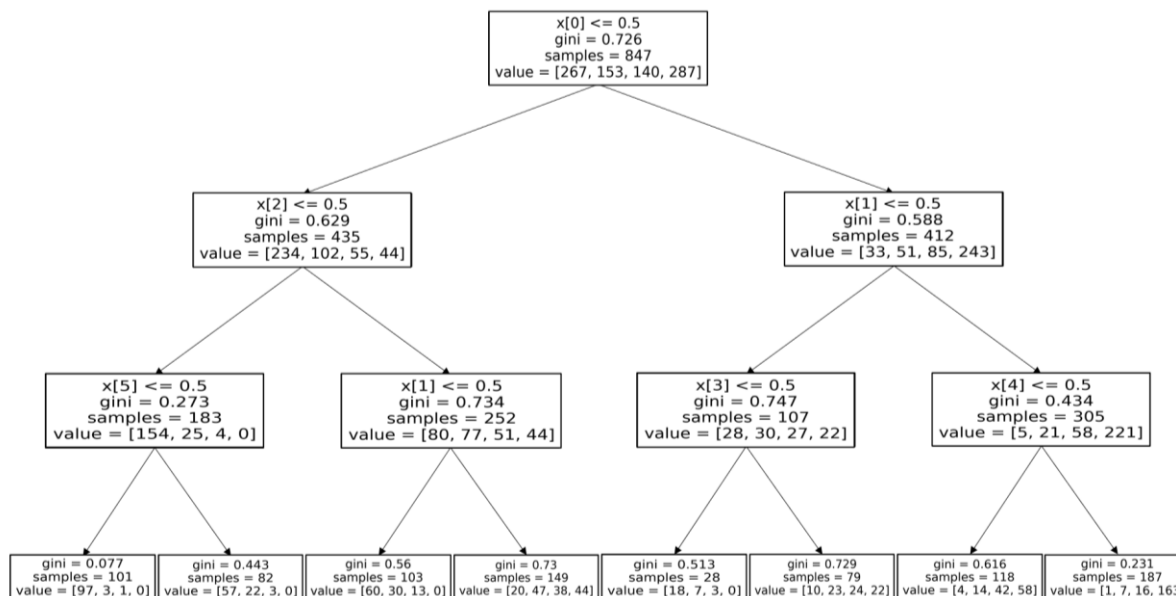 x[0] <= 0.5
gini = 0.726
samples = 847
value = [267, 153, 140, 287]
x[2] <= 0.5
gini = 0.629
samples = 435
value = [234, 102, 55, 44]
x[1] <= 0.5
gini = 0.588
samples = 412
value = [33, 51, 85, 243]
x[5] <= 0.5
gini = 0.273
samples = 183
value = [154, 25, 4, 0]
x[1] <= 0.5
gini = 0.734
samples = 252
value = [80, 77, 51, 44]
x[3] <= 0.5
gini = 0.747
samples = 107
value = [28, 30, 27, 22]
x[4] <= 0.5
gini = 0.434
samples = 305
value = [5, 21, 58, 221]
gini = 0.077
samples = 101
value = [97, 3, 1, 0]
gini = 0.443
samples = 82
value = [57, 22, 3, 0]
gini = 0.56
samples = 103
value = [60, 30, 13, 0]
gini = 0.73
samples = 149
value = [20, 47, 38, 44]
gini = 0.513
samples = 28
value = [18, 7, 3, 0]
gini = 0.729
samples = 79
value = [10, 23, 24, 22]
gini = 0.616
samples = 118
value = [4, 14, 42, 58]
gini = 0.231
samples = 187
value = [1, 7, 16,